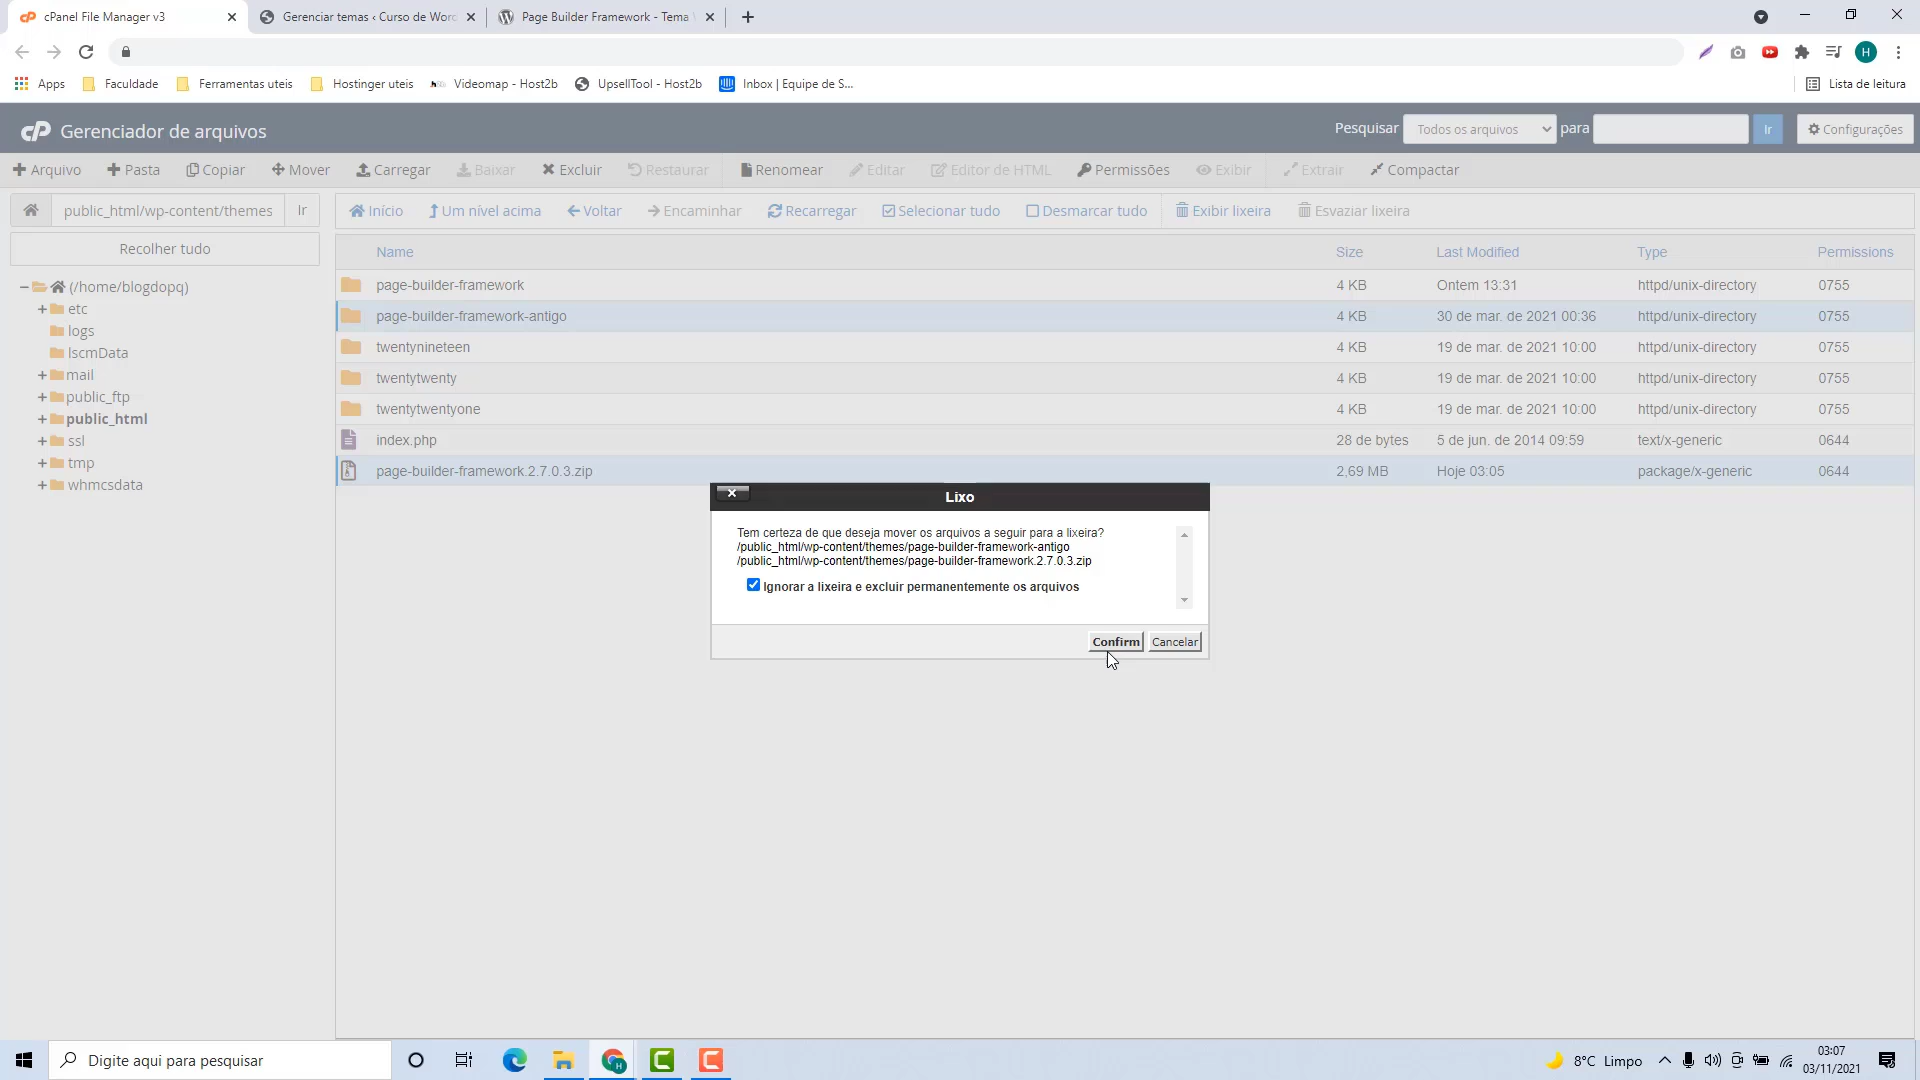 cPanel File Manager v3
Gerenciar temas ‹ Curso de Word
Page Builder Framework - Tema
H
Apps
Faculdade
Ferramentas uteis
Hostinger uteis
Videomap - Host2b
UpsellTool - Host2b
Inbox | Equipe de S...
Lista de leitura
cP Gerenciador de arquivos
Pesquisar Todos os arquivos para Ir Configurações
Arquivo Pasta Copiar Mover Carregar Baixar Excluir Restaurar Renomear Editar Editor de HTML Permissões Exibir Extrair Compactar
public_html/wp-content/themes Ir
Início Um nível acima Voltar Encaminhar Recarregar Selecionar tudo Desmarcar tudo Exibir lixeira Esvaziar lixeira
Recolher tudo
(/home/blogdopq)
etc
logs
lscmData
mail
public_ftp
public_html
ssl
tmp
whmcsdata
Name Size Last Modified Type Permissions
page-builder-framework 4 KB Ontem 13:31 httpd/unix-directory 0755
page-builder-framework-antigo 4 KB 30 de mar. de 2021 00:36 httpd/unix-directory 0755
twentynineteen 4 KB 19 de mar. de 2021 10:00 httpd/unix-directory 0755
twentytwenty 4 KB 19 de mar. de 2021 10:00 httpd/unix-directory 0755
twentytwentyone 4 KB 19 de mar. de 2021 10:00 httpd/unix-directory 0755
index.php 28 de bytes 5 de jun. de 2014 09:59 text/x-generic 0644
page-builder-framework.2.7.0.3.zip 2,69 MB Hoje 03:05 package/x-generic 0644
Lixo
Tem certeza de que deseja mover os arquivos a seguir para a lixeira?
/public_html/wp-content/themes/page-builder-framework-antigo
/public_html/wp-content/themes/page-builder-framework.2.7.0.3.zip
Ignorar a lixeira e excluir permanentemente os arquivos
Confirm Cancelar
Digite aqui para pesquisar
8°C Limpo
03:07
03/11/2021